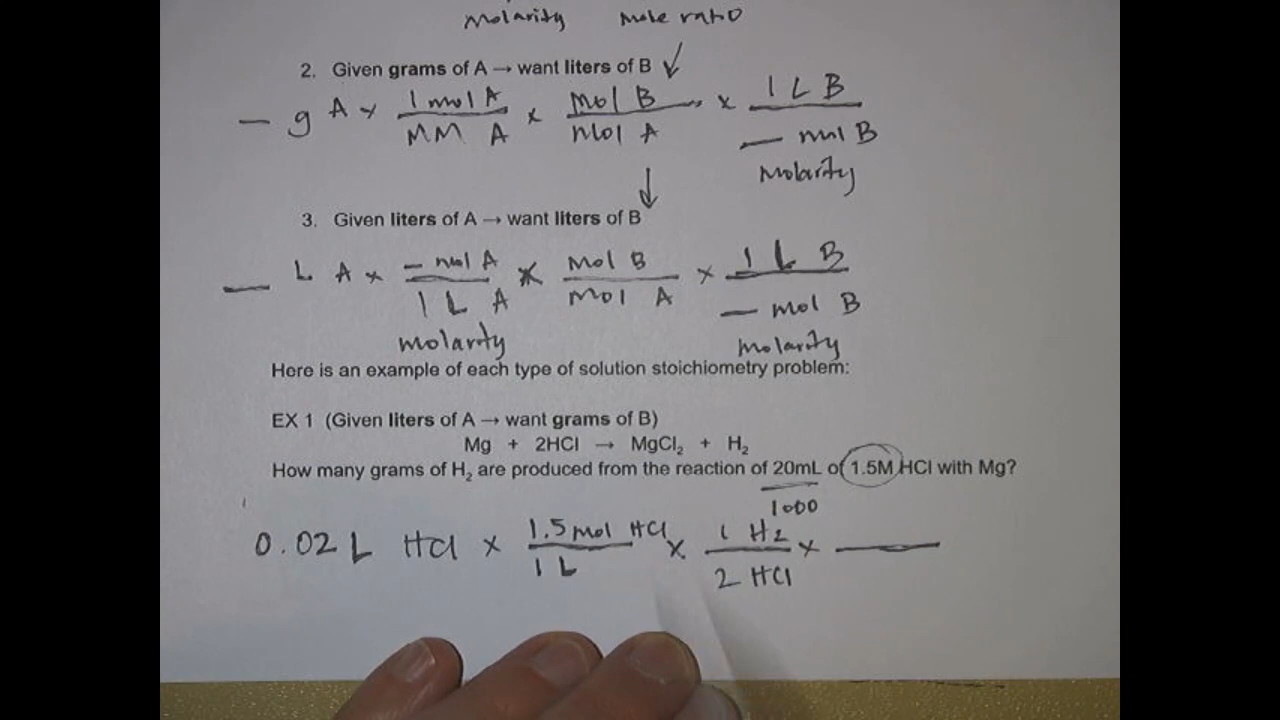 molarity mole ratio
2. Given grams of A → want liters of B
— g A × 1 mol A / MM A × mol B / mol A × 1 L B / — mol B
molarity
3. Given liters of A → want liters of B
— L A × — mol A / 1 L A × mol B / mol A × 1 L B / — mol B
molarity molarity
Here is an example of each type of solution stoichiometry problem:
EX 1 (Given liters of A → want grams of B)
Mg + 2HCl → MgCl₂ + H₂
How many grams of H₂ are produced from the reaction of 20mL of 1.5M HCl with Mg?
1000
0.02 L HCl × 1.5 mol HCl / 1 L × 1 H₂ / 2 HCl ×